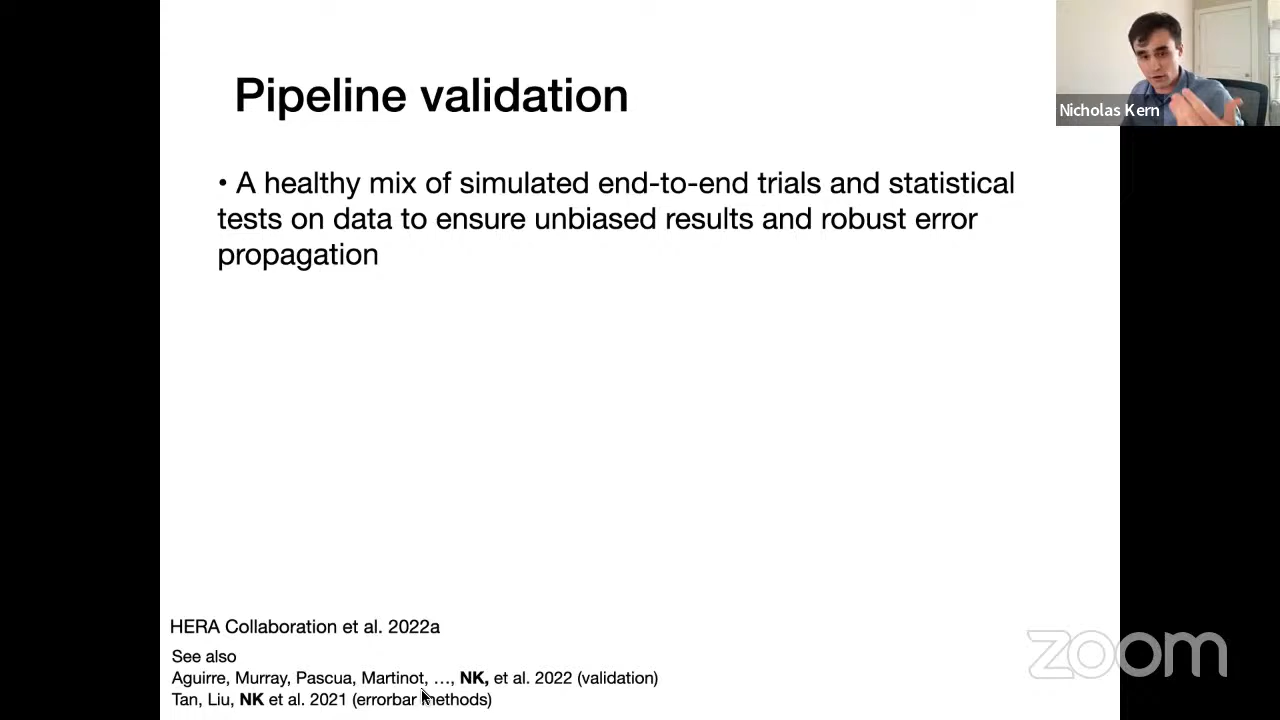 Pipeline validation
Nicholas Kern
• A healthy mix of simulated end-to-end trials and statistical
tests on data to ensure unbiased results and robust error
propagation
HERA Collaboration et al. 2022a
See also
Aguirre, Murray, Pascua, Martinot, …, NK, et al. 2022 (validation)
Tan, Liu, NK et al. 2021 (errorbar methods)
zoom